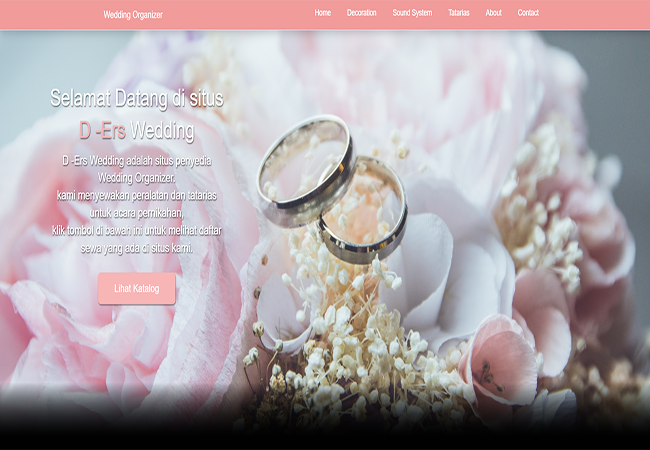 Wedding Organizer
Home Decoration Sound System Tatarias About Contact
Selamat Datang di situs
D -Ers Wedding
D -Ers Wedding adalah situs penyedia
Wedding Organizer.
kami menyewakan peralatan dan tatarias
untuk acara pernikahan,
klik tombol di bawah ini untuk melihat daftar
sewa yang ada di situs kami.
Lihat Katalog